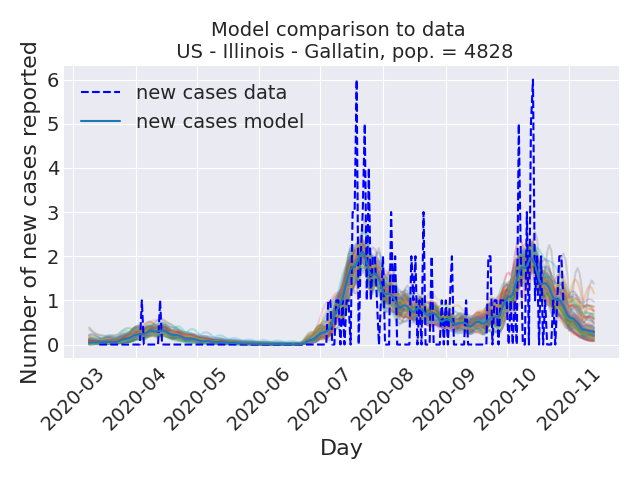 Model comparison to data
US - Illinois - Gallatin, pop. = 4828
Number of new cases reported
6
5
4
3
2
1
0
new cases data
new cases model
2020-03
2020-04
2020-05
2020-06
2020-07
2020-08
2020-09
2020-10
2020-11
Day